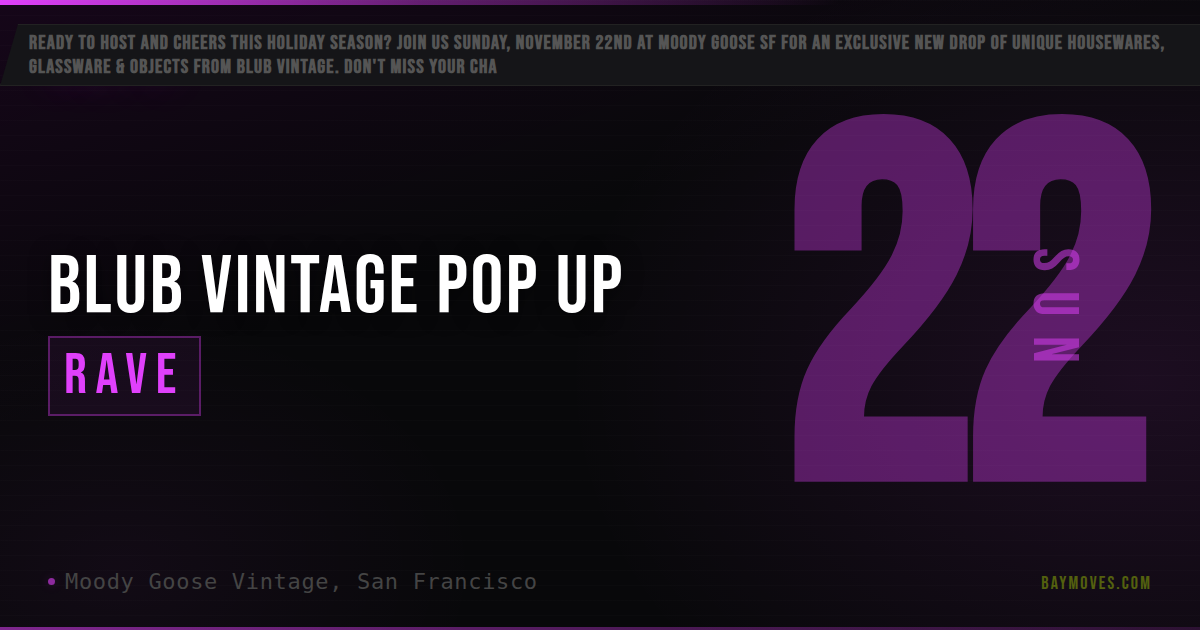 READY TO HOST AND CHEERS THIS HOLIDAY SEASON? JOIN US SUNDAY, NOVEMBER 22ND AT MOODY GOOSE SF FOR AN EXCLUSIVE NEW DROP OF UNIQUE HOUSEWARES,
GLASSWARE & OBJECTS FROM BLUB VINTAGE. DON'T MISS YOUR CHA
22
SUN
BLUB VINTAGE POP UP
RAVE
Moody Goose Vintage, San Francisco
BAYMOVES.COM